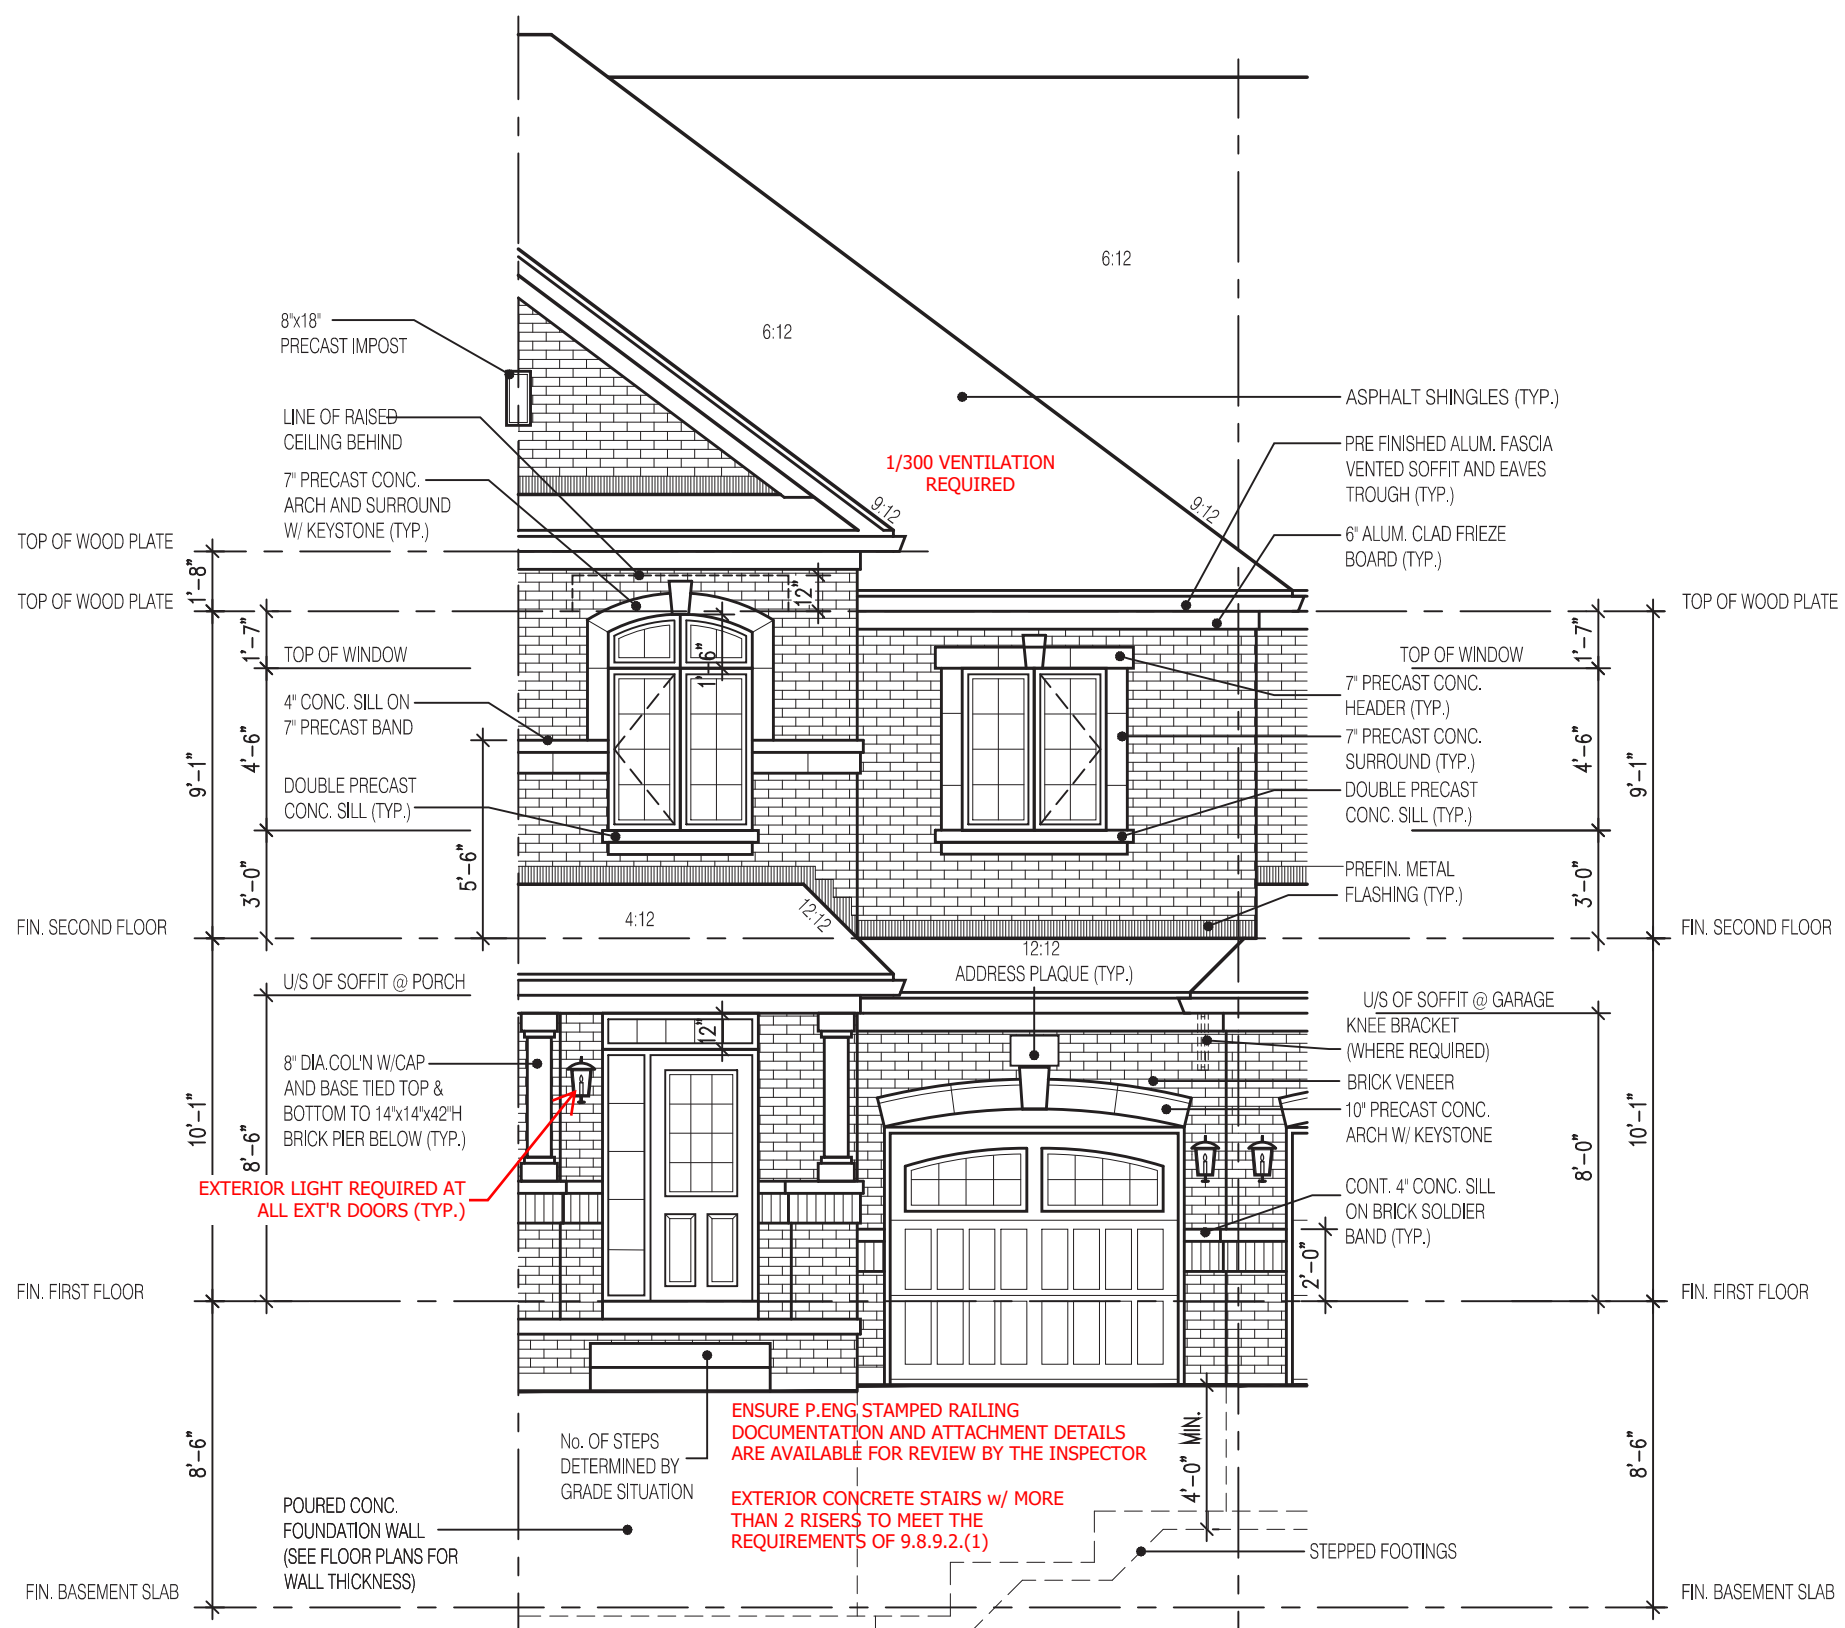 6:12
6:12
8"x18"
PRECAST IMPOST
LINE OF RAISED
CEILING BEHIND
7" PRECAST CONC.
ARCH AND SURROUND
W/ KEYSTONE (TYP.)
ASPHALT SHINGLES (TYP.)
PRE FINISHED ALUM. FASCIA
VENTED SOFFIT AND EAVES
TROUGH (TYP.)
1/300 VENTILATION
REQUIRED
9:12
9:12
6" ALUM. CLAD FRIEZE
BOARD (TYP.)
TOP OF WOOD PLATE
1'-8"
TOP OF WOOD PLATE
12"
TOP OF WOOD PLATE
1'-7"
TOP OF WINDOW
1'-6"
1'-7"
TOP OF WINDOW
4" CONC. SILL ON
7" PRECAST BAND
7" PRECAST CONC.
HEADER (TYP.)
7" PRECAST CONC.
SURROUND (TYP.)
4'-6"
9'-1"
4'-6"
9'-1"
DOUBLE PRECAST
CONC. SILL (TYP.)
DOUBLE PRECAST
CONC. SILL (TYP.)
5'-6"
3'-0"
3'-0"
PREFIN. METAL
FLASHING (TYP.)
4:12
12:12
FIN. SECOND FLOOR
FIN. SECOND FLOOR
12:12
ADDRESS PLAQUE (TYP.)
U/S OF SOFFIT @ PORCH
U/S OF SOFFIT @ GARAGE
KNEE BRACKET
(WHERE REQUIRED)
12"
8" DIA.COL'N W/CAP
AND BASE TIED TOP &
BOTTOM TO 14"x14"x42"H
BRICK PIER BELOW (TYP.)
BRICK VENEER
10" PRECAST CONC.
ARCH W/ KEYSTONE
10'-1"
8'-6"
8'-0"
10'-1"
EXTERIOR LIGHT REQUIRED AT
ALL EXT'R DOORS (TYP.)
CONT. 4" CONC. SILL
ON BRICK SOLDIER
BAND (TYP.)
2'-0"
FIN. FIRST FLOOR
FIN. FIRST FLOOR
ENSURE P.ENG STAMPED RAILING
DOCUMENTATION AND ATTACHMENT DETAILS
ARE AVAILABLE FOR REVIEW BY THE INSPECTOR
No. OF STEPS
DETERMINED BY
GRADE SITUATION
8'-6"
4'-0" MIN.
8'-6"
EXTERIOR CONCRETE STAIRS w/ MORE
THAN 2 RISERS TO MEET THE
REQUIREMENTS OF 9.8.9.2.(1)
POURED CONC.
FOUNDATION WALL
(SEE FLOOR PLANS FOR
WALL THICKNESS)
STEPPED FOOTINGS
FIN. BASEMENT SLAB
FIN. BASEMENT SLAB